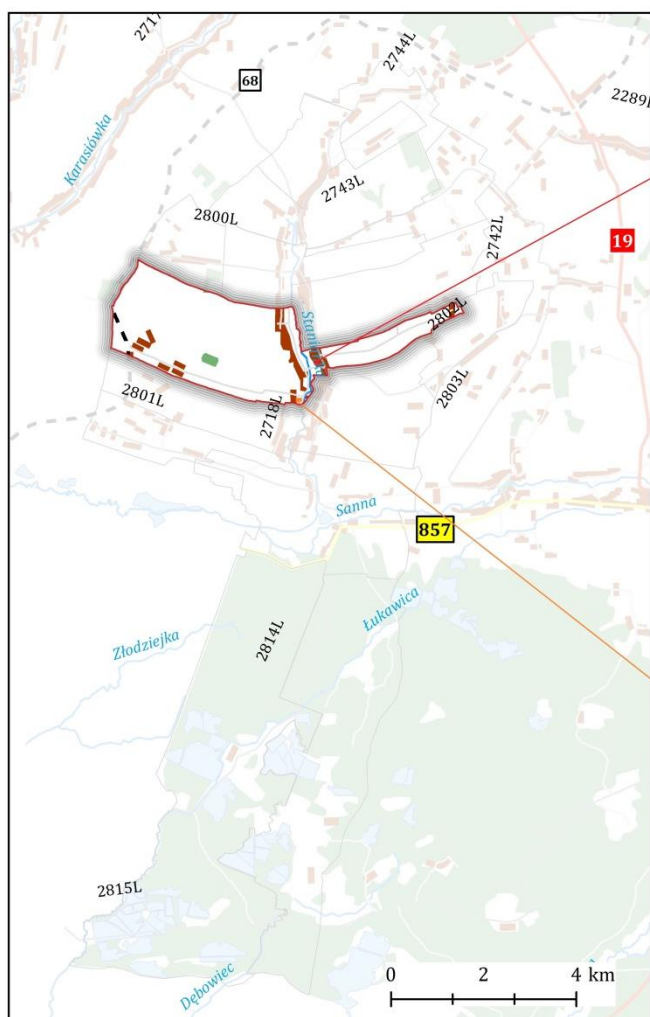 2717
2744L
68
2289L
Karasiówka
2743L
2800L
2742L
19
2802L
2801L
2803L
2718L
Sanna
857
Łukawica
Złodziejka
2814L
2815L
0 2 4 km
Dębowiec